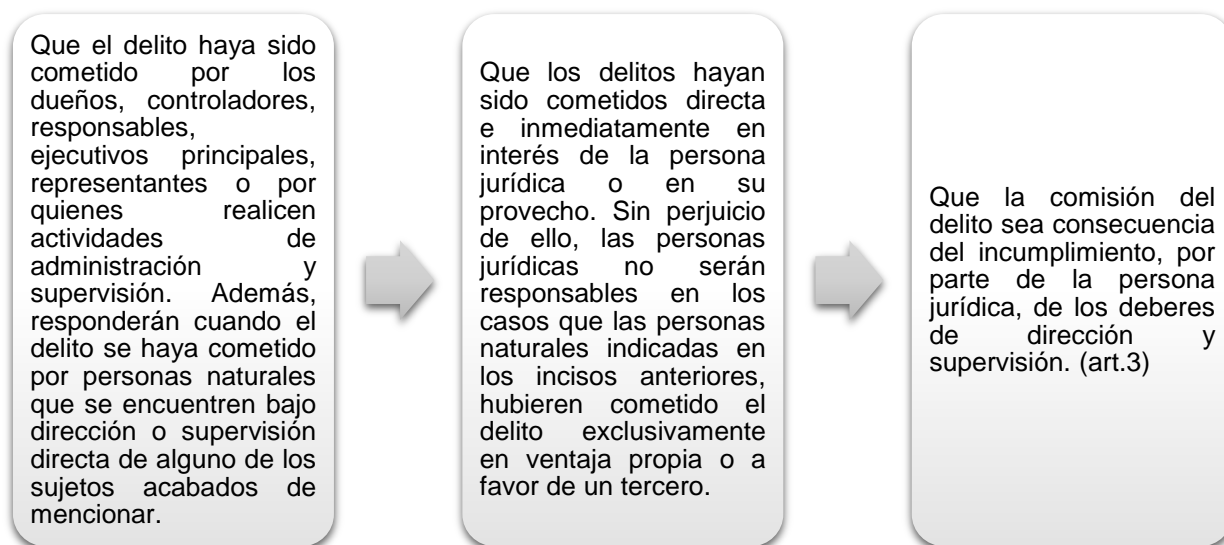 Que el delito haya sido
cometido por los
dueños, controladores,
responsables,
ejecutivos principales,
representantes o por
quienes realicen
actividades de
administración y
supervisión. Además,
responderán cuando el
delito se haya cometido
por personas naturales
que se encuentren bajo
dirección o supervisión
directa de alguno de los
sujetos acabados de
mencionar.
Que los delitos hayan
sido cometidos directa
e inmediatamente en
interés de la persona
jurídica o en su
provecho. Sin perjuicio
de ello, las personas
jurídicas no serán
responsables en los
casos que las personas
naturales indicadas en
los incisos anteriores,
hubieren cometido el
delito exclusivamente
en ventaja propia o a
favor de un tercero.
Que la comisión del
delito sea consecuencia
del incumplimiento, por
parte de la persona
jurídica, de los deberes
de dirección y
supervisión. (art.3)